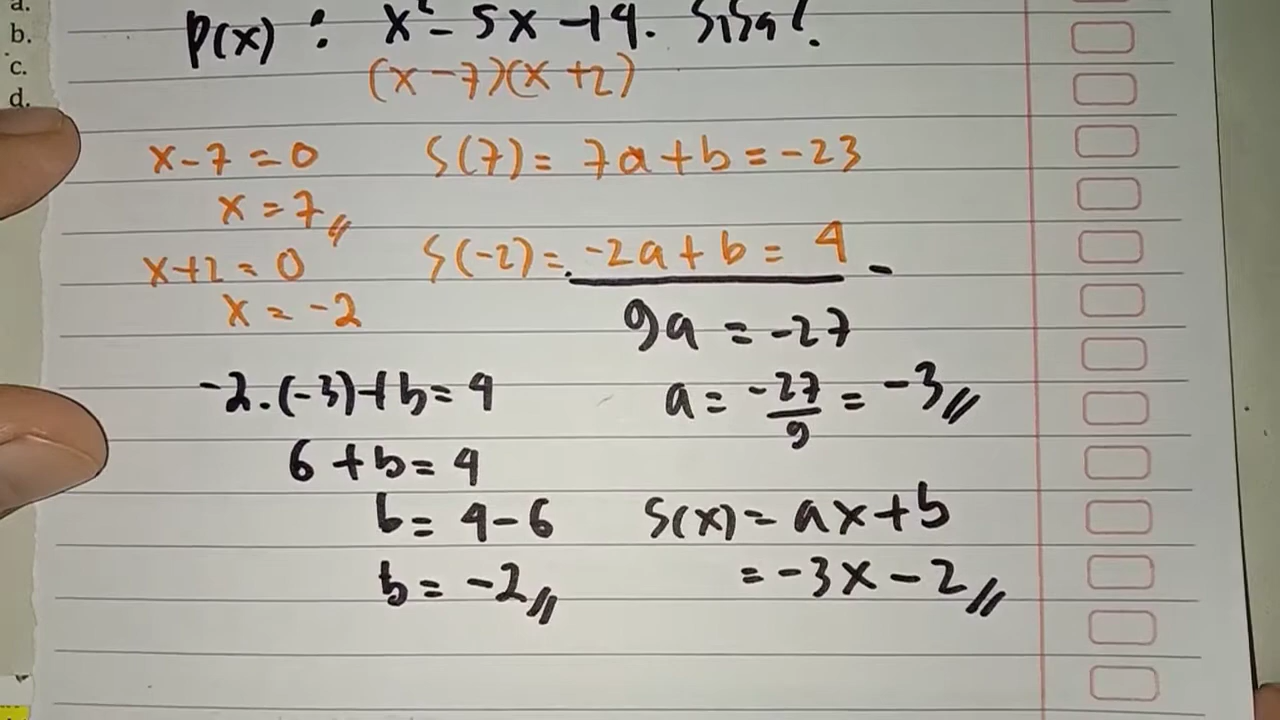 a.
b.
c.
d.
P(x) : x² - 5x - 14. Sisa?
(x - 7)(x + 2)
x - 7 = 0
x = 7
x + 2 = 0
x = -2
S(7) = 7a + b = -23
S(-2) = -2a + b = 4 -
9a = -27
a = -27/9 = -3
-2.(-3) + b = 4
6 + b = 4
b = 4 - 6
b = -2
S(x) = ax + b
= -3x - 2